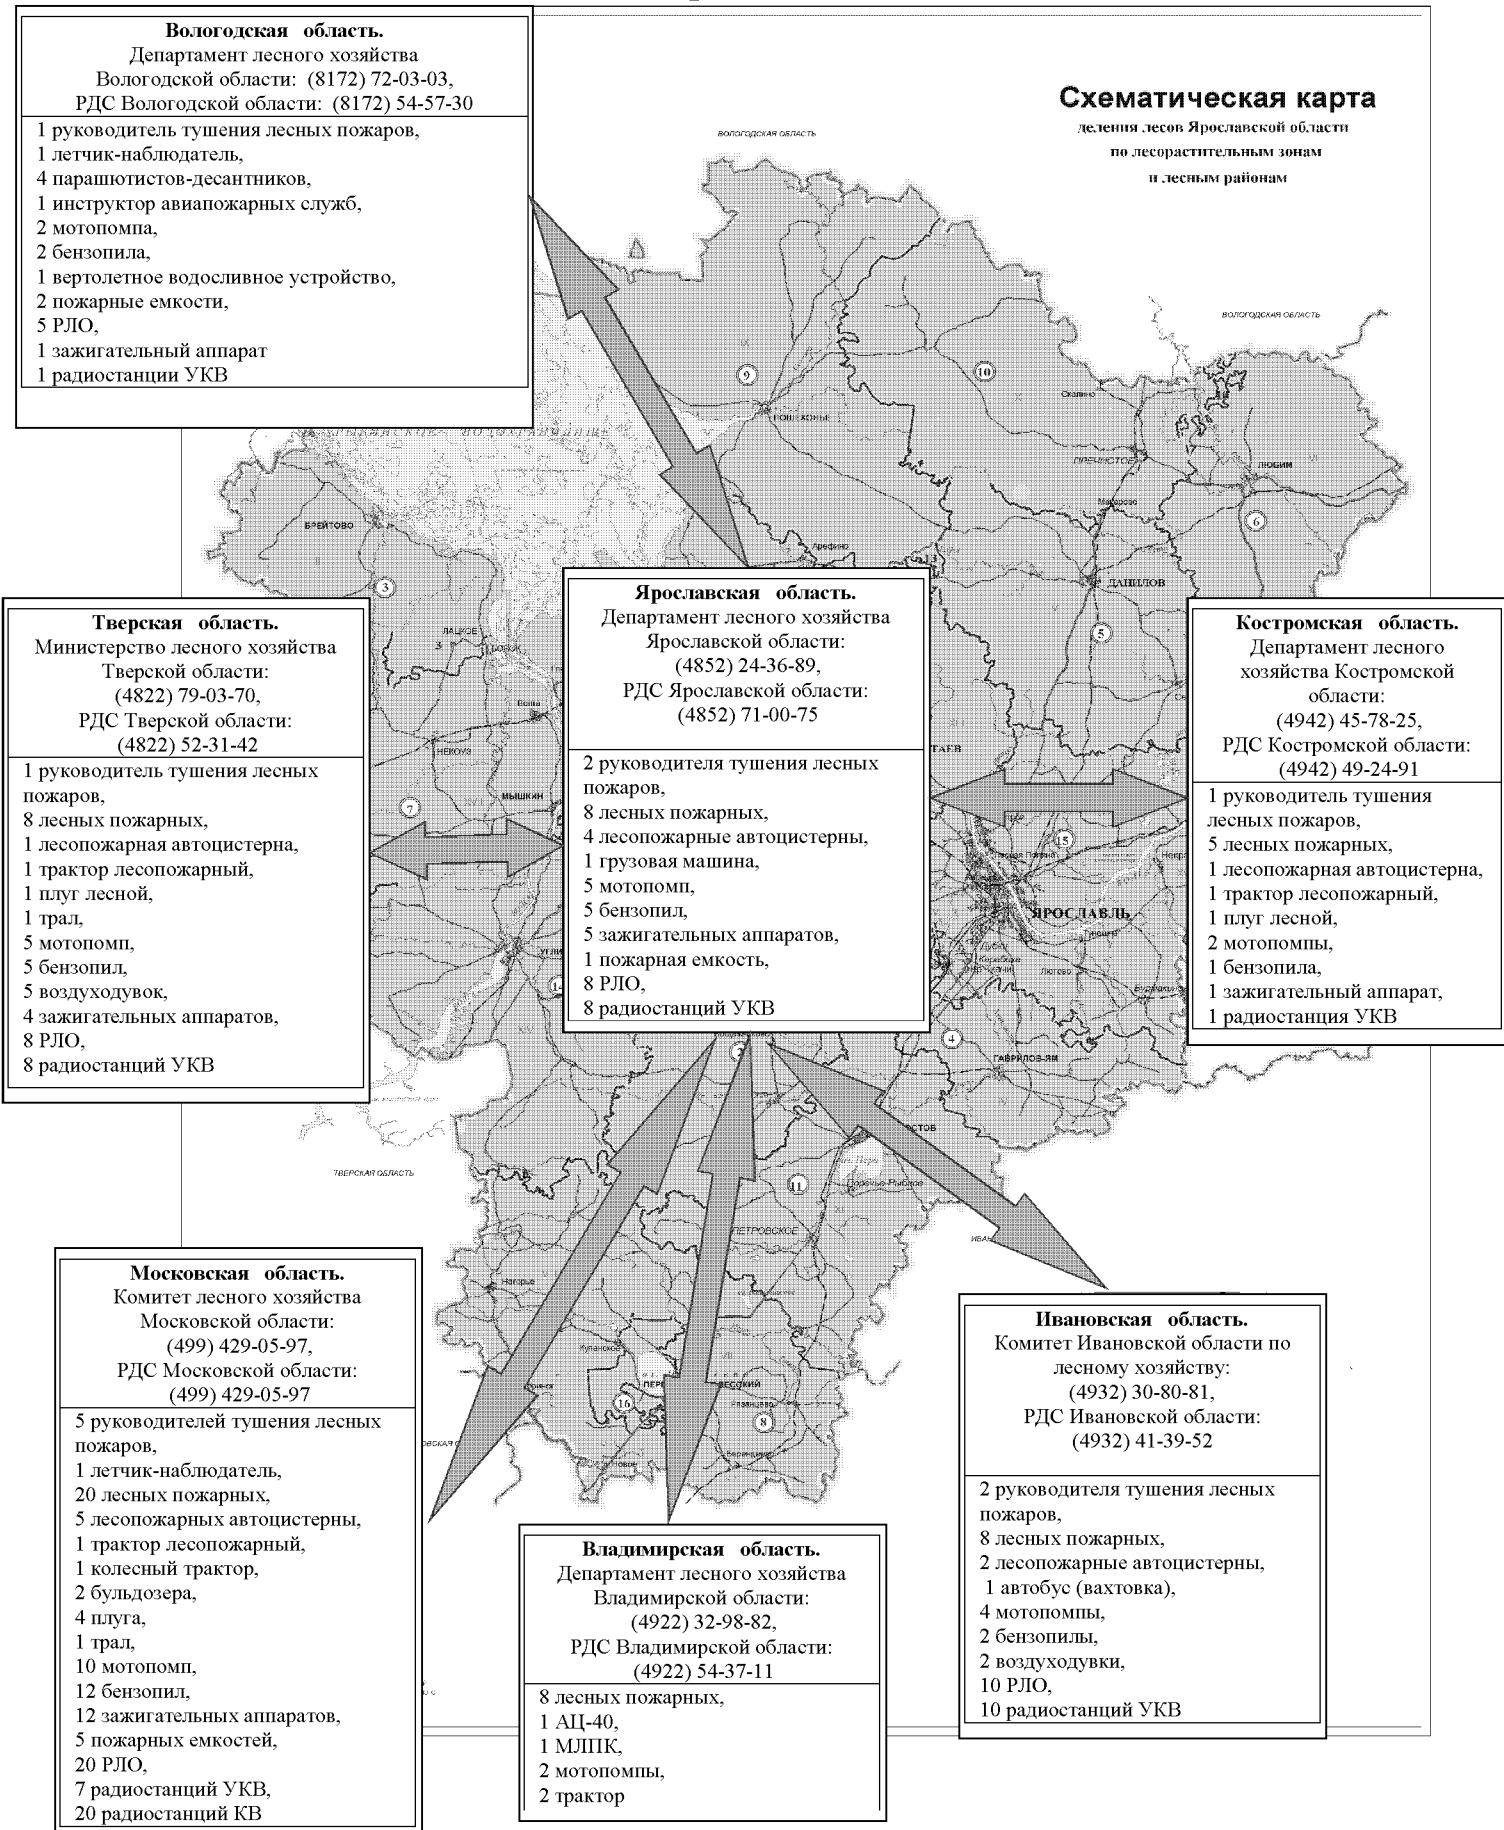 Вологодская область.
Департамент лесного хозяйства
Вологодской области: (8172) 72-03-03,
РДС Вологодской области: (8172) 54-57-30
1 руководитель тушения лесных пожаров,
1 летчик-наблюдатель,
4 парашютистов-десантников,
1 инструктор авиапожарных служб,
2 мотопомпа,
2 бензопила,
1 вертолетное водосливное устройство,
2 пожарные емкости,
5 РЛО,
1 зажигательный аппарат
1 радиостанции УКВ
Схематическая карта
деления лесов Ярославской области
по лесорастительным зонам
и лесным районам
ВОЛОГОДСКАЯ ОБЛАСТЬ
ВОЛОГОДСКАЯ ОБЛАСТЬ
9
10
Скалино
ПОШЕХОНЬЕ
ПРЕЧИСТОЕ
ЛЮБИМ
Макарово
6
БРЕЙТОВО
Арефино
ДАНИЛОВ
3
5
ЛАЦКОЕ
Волга
НЕКОУЗ
МЫШКИН
7
15
ЯРОСЛАВЛЬ
Дубки
Лютово
14
4
ГАВРИЛОВ-ЯМ
Тверская область.
Министерство лесного хозяйства
Тверской области:
(4822) 79-03-70,
РДС Тверской области:
(4822) 52-31-42
1 руководитель тушения лесных
пожаров,
8 лесных пожарных,
1 лесопожарная автоцистерна,
1 трактор лесопожарный,
1 плуг лесной,
1 трал,
5 мотопомп,
5 бензопил,
5 воздуходувок,
4 зажигательных аппаратов,
8 РЛО,
8 радиостанций УКВ
Ярославская область.
Департамент лесного хозяйства
Ярославской области:
(4852) 24-36-89,
РДС Ярославской области:
(4852) 71-00-75
2 руководителя тушения лесных
пожаров,
8 лесных пожарных,
4 лесопожарные автоцистерны,
1 грузовая машина,
5 мотопомп,
5 бензопил,
5 зажигательных аппаратов,
1 пожарная емкость,
8 РЛО,
8 радиостанций УКВ
Костромская область.
Департамент лесного
хозяйства Костромской
области:
(4942) 45-78-25,
РДС Костромской области:
(4942) 49-24-91
1 руководитель тушения
лесных пожаров,
5 лесных пожарных,
1 лесопожарная автоцистерна,
1 трактор лесопожарный,
1 плуг лесной,
2 мотопомпы,
1 бензопила,
1 зажигательный аппарат,
1 радиостанция УКВ
ТВЕРСКАЯ ОБЛАСТЬ
11
Поречье-Рыбное
ПЕТРОВСКОЕ
Нагорье
Купанское
16
Рязанцево
8
Берендеево
Московская область.
Комитет лесного хозяйства
Московской области:
(499) 429-05-97,
РДС Московской области:
(499) 429-05-97
5 руководителей тушения лесных
пожаров,
1 летчик-наблюдатель,
20 лесных пожарных,
5 лесопожарных автоцистерны,
1 трактор лесопожарный,
1 колесный трактор,
2 бульдозера,
4 плуга,
1 трал,
10 мотопомп,
12 бензопил,
12 зажигательных аппаратов,
5 пожарных емкостей,
20 РЛО,
7 радиостанций УКВ,
20 радиостанций КВ
Владимирская область.
Департамент лесного хозяйства
Владимирской области:
(4922) 32-98-82,
РДС Владимирской области:
(4922) 54-37-11
8 лесных пожарных,
1 АЦ-40,
1 МЛПК,
2 мотопомпы,
2 трактор
Ивановская область.
Комитет Ивановской области по
лесному хозяйству:
(4932) 30-80-81,
РДС Ивановской области:
(4932) 41-39-52
2 руководителя тушения лесных
пожаров,
8 лесных пожарных,
2 лесопожарные автоцистерны,
1 автобус (вахтовка),
4 мотопомпы,
2 бензопилы,
2 воздуходувки,
10 РЛО,
10 радиостанций УКВ